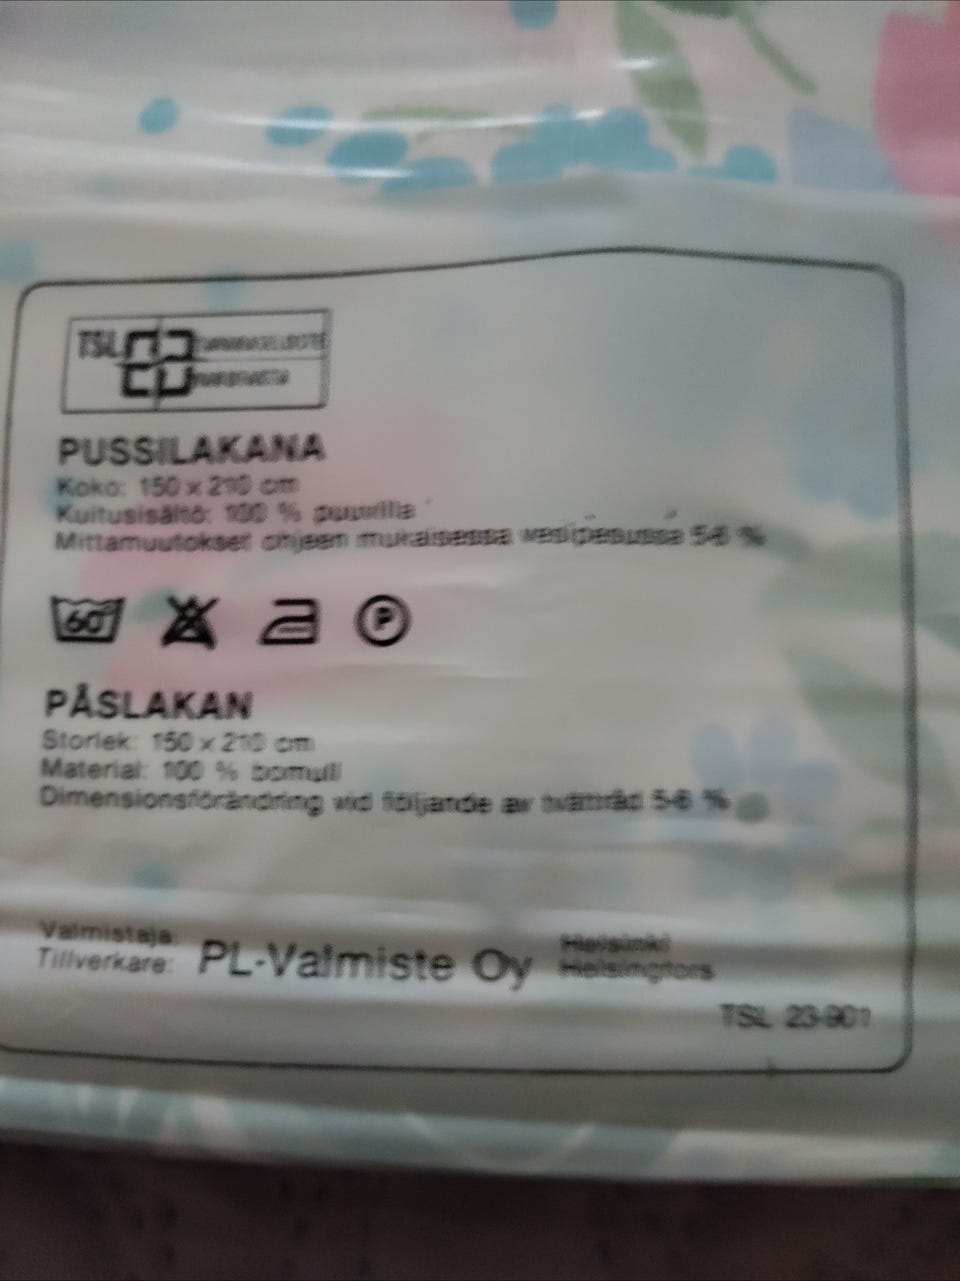 TSL
PUSSILAKANA
Koko: 150 x 210 cm
Kuitusisältö: 100 % puuvilla
Mittamuutokset ohjeen mukaisessa vesipesussa 5-6 %
60 P
PÅSLAKAN
Storlek: 150 x 210 cm
Material: 100 % bomull
Dimensionsförändring vid följande av tvättråd 5-6 %
Valmistaja:
Tillverkare:
PL-Valmiste Oy
Helsinki
Helsingfors
TSL 23-901